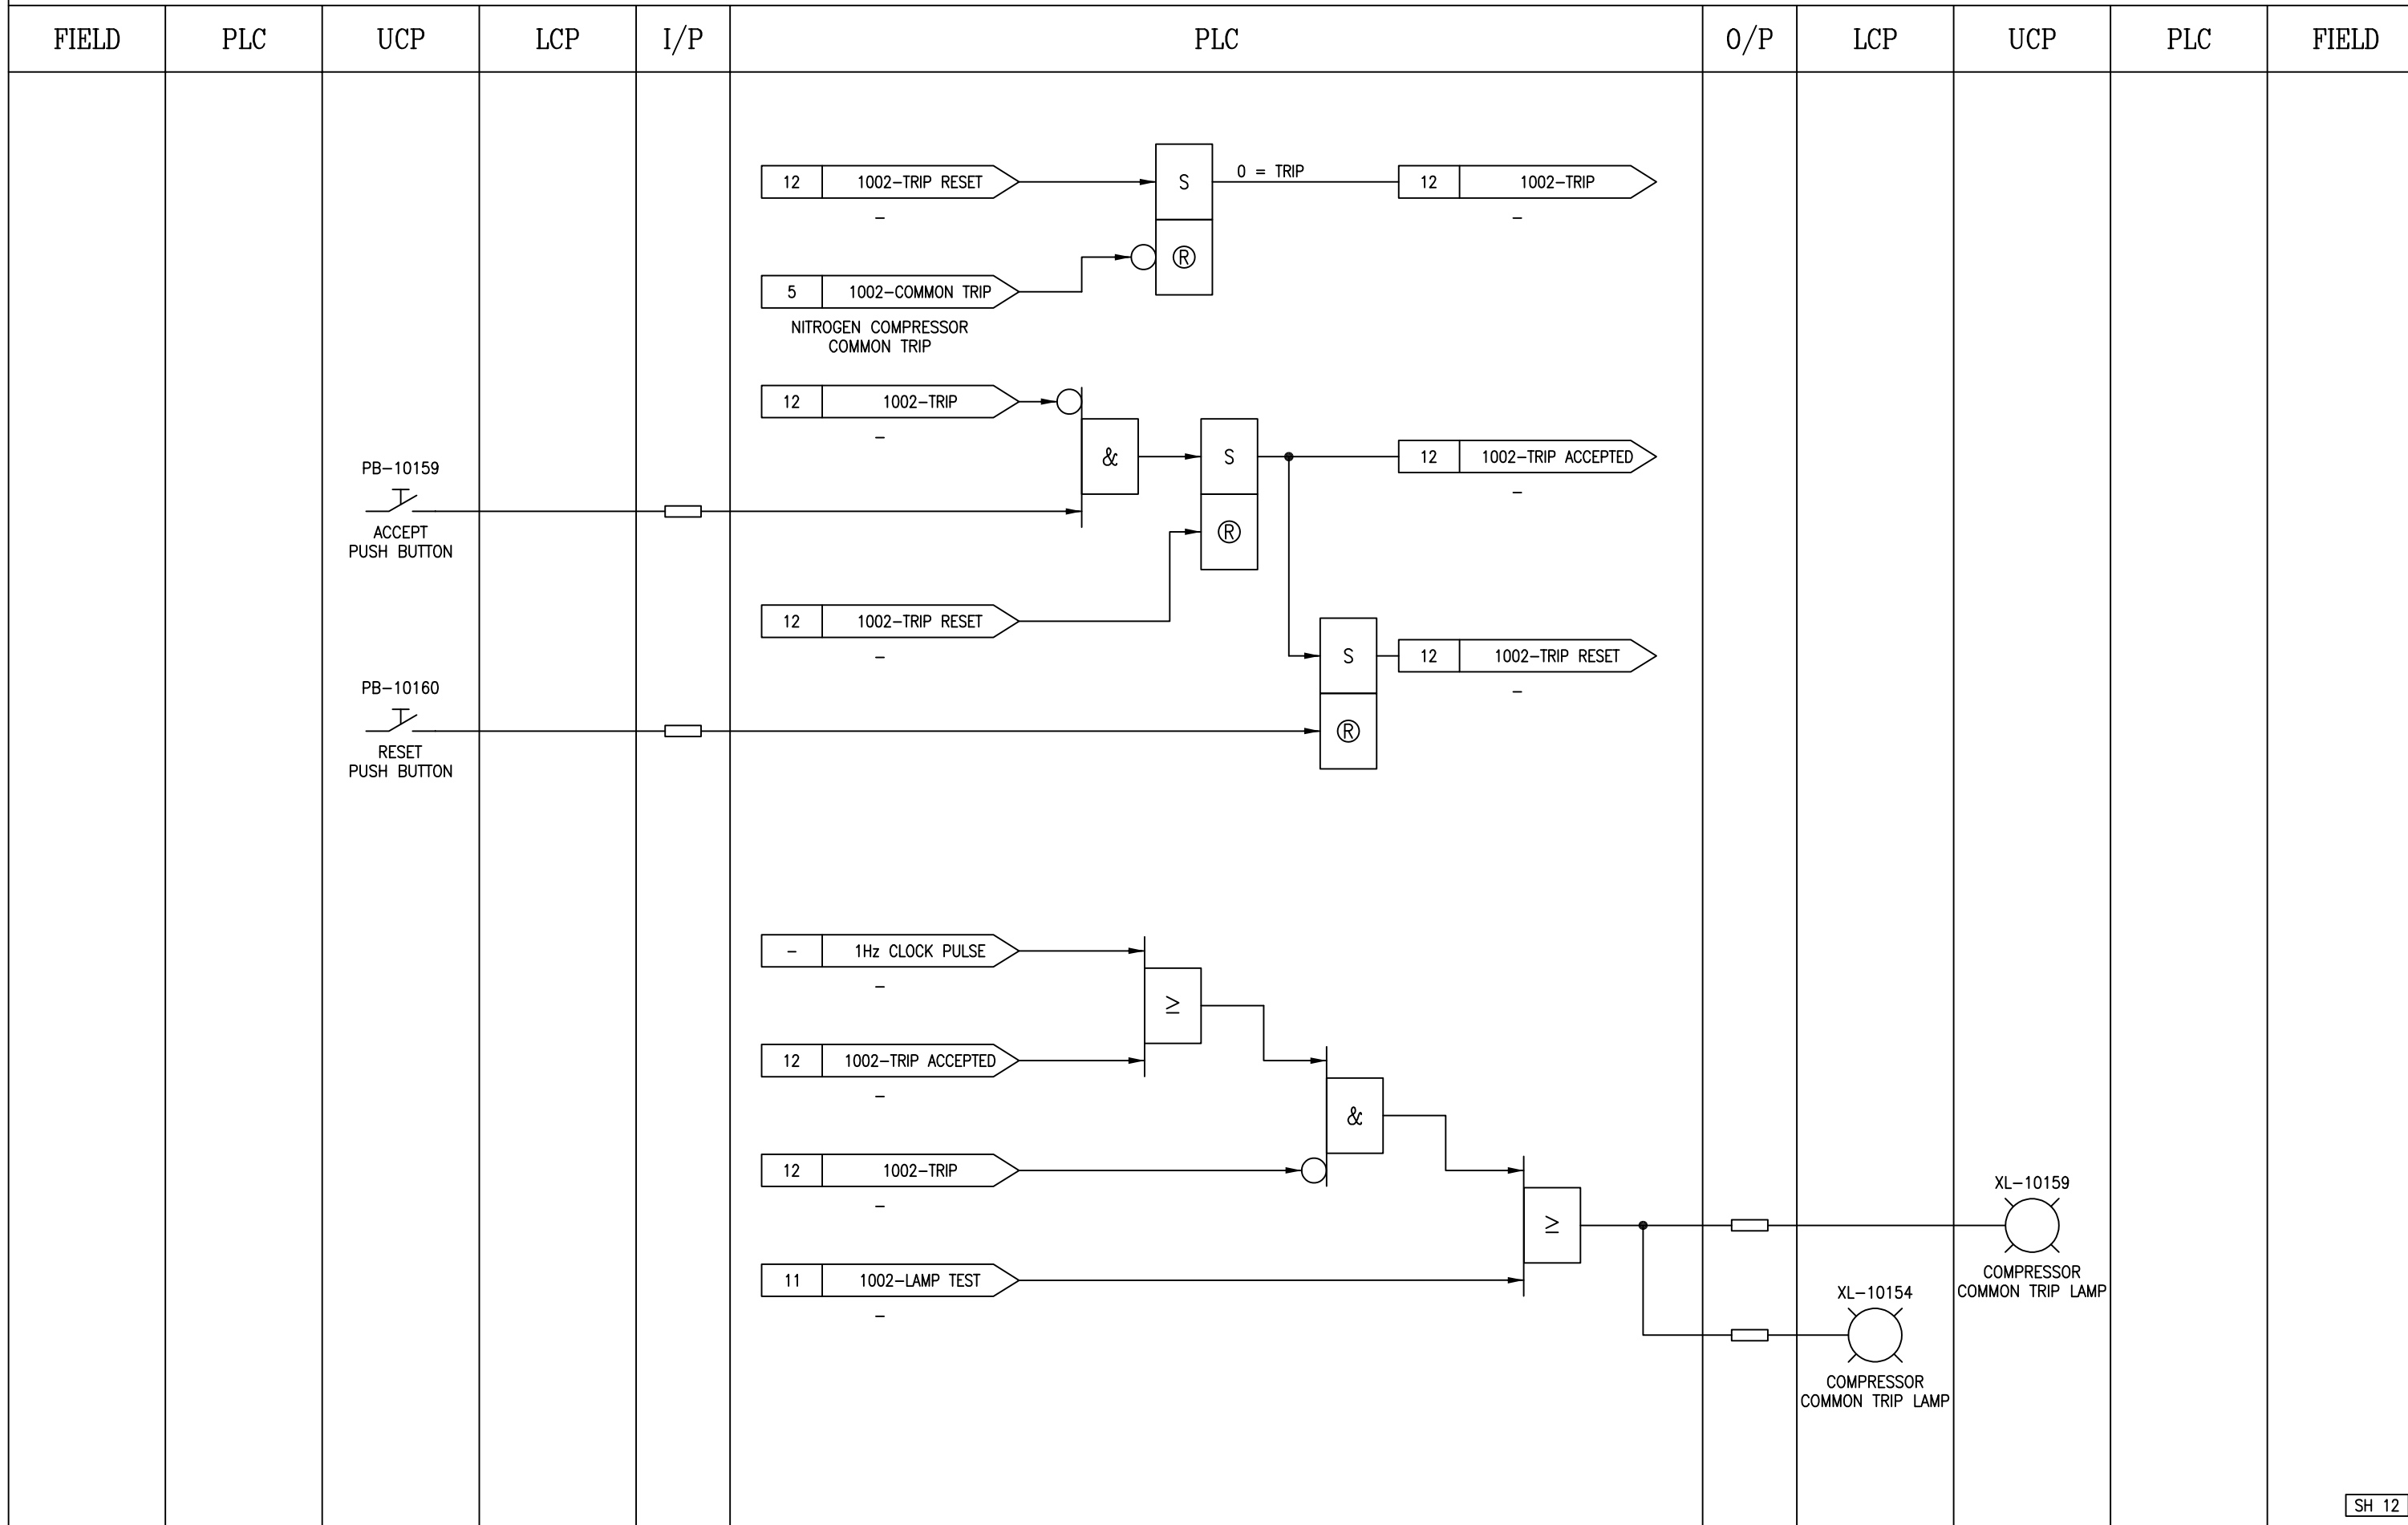 FIELD PLC UCP LCP I/P PLC O/P LCP UCP PLC FIELD
12 1002-TRIP RESET
-
S
Ⓡ
0 = TRIP
12 1002-TRIP
-
5 1002-COMMON TRIP
NITROGEN COMPRESSOR
COMMON TRIP
12 1002-TRIP
-
&
S
Ⓡ
12 1002-TRIP ACCEPTED
-
PB-10159
ACCEPT
PUSH BUTTON
12 1002-TRIP RESET
-
S
Ⓡ
12 1002-TRIP RESET
-
PB-10160
RESET
PUSH BUTTON
- 1Hz CLOCK PULSE
-
≥
12 1002-TRIP ACCEPTED
-
&
12 1002-TRIP
-
≥
11 1002-LAMP TEST
-
XL-10159
COMPRESSOR
COMMON TRIP LAMP
XL-10154
COMPRESSOR
COMMON TRIP LAMP
SH 12